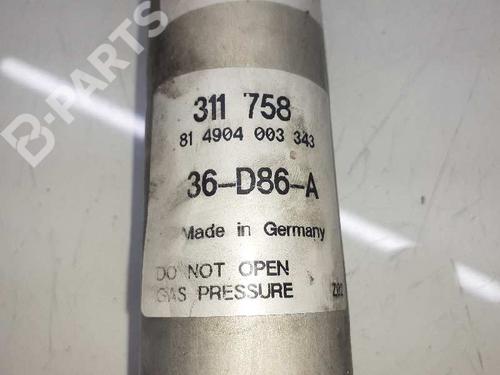 B-PARTS
311 758
81 4904 003 343
36-D86-A
Made in Germany
DO NOT OPEN
GAS PRESSURE